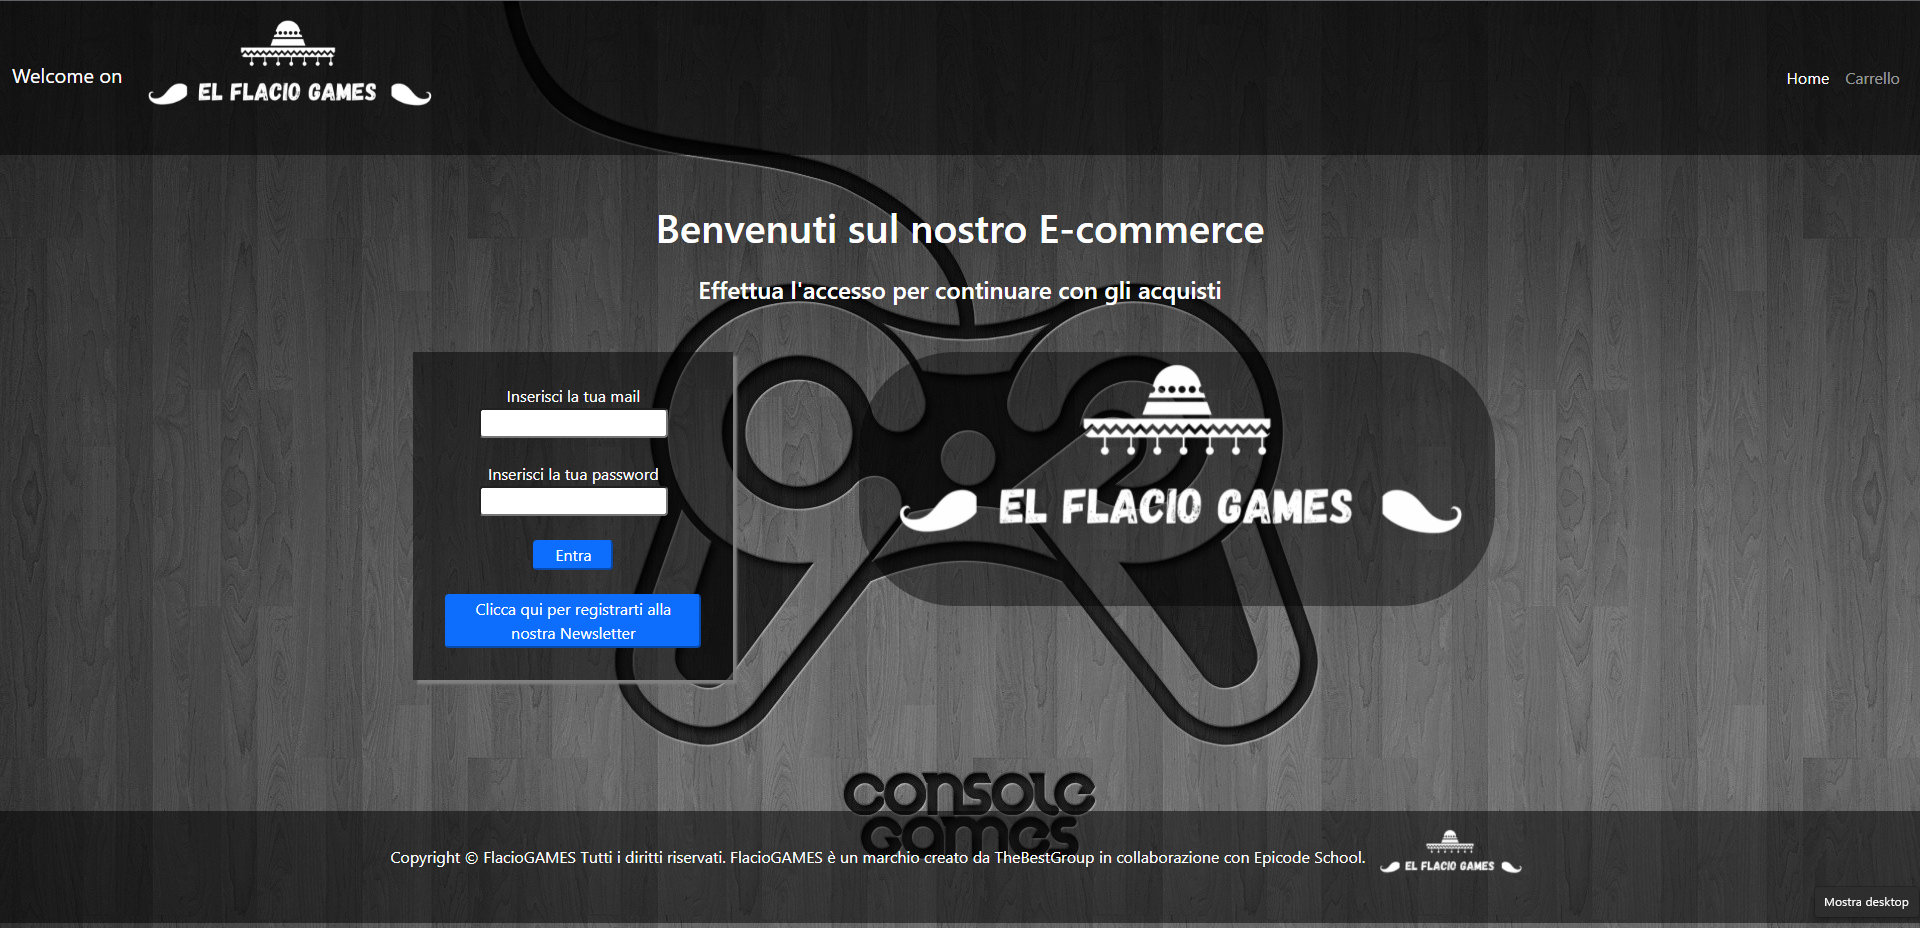 Welcome on
EL FLACIO GAMES
Home Carrello
Benvenuti sul nostro E-commerce
Effettua l'accesso per continuare con gli acquisti
Inserisci la tua mail
Inserisci la tua password
Entra
Clicca qui per registrarti alla
nostra Newsletter
EL FLACIO GAMES
console
games
Copyright © FlacioGAMES Tutti i diritti riservati. FlacioGAMES è un marchio creato da TheBestGroup in collaborazione con Epicode School.
EL FLACIO GAMES
Mostra desktop